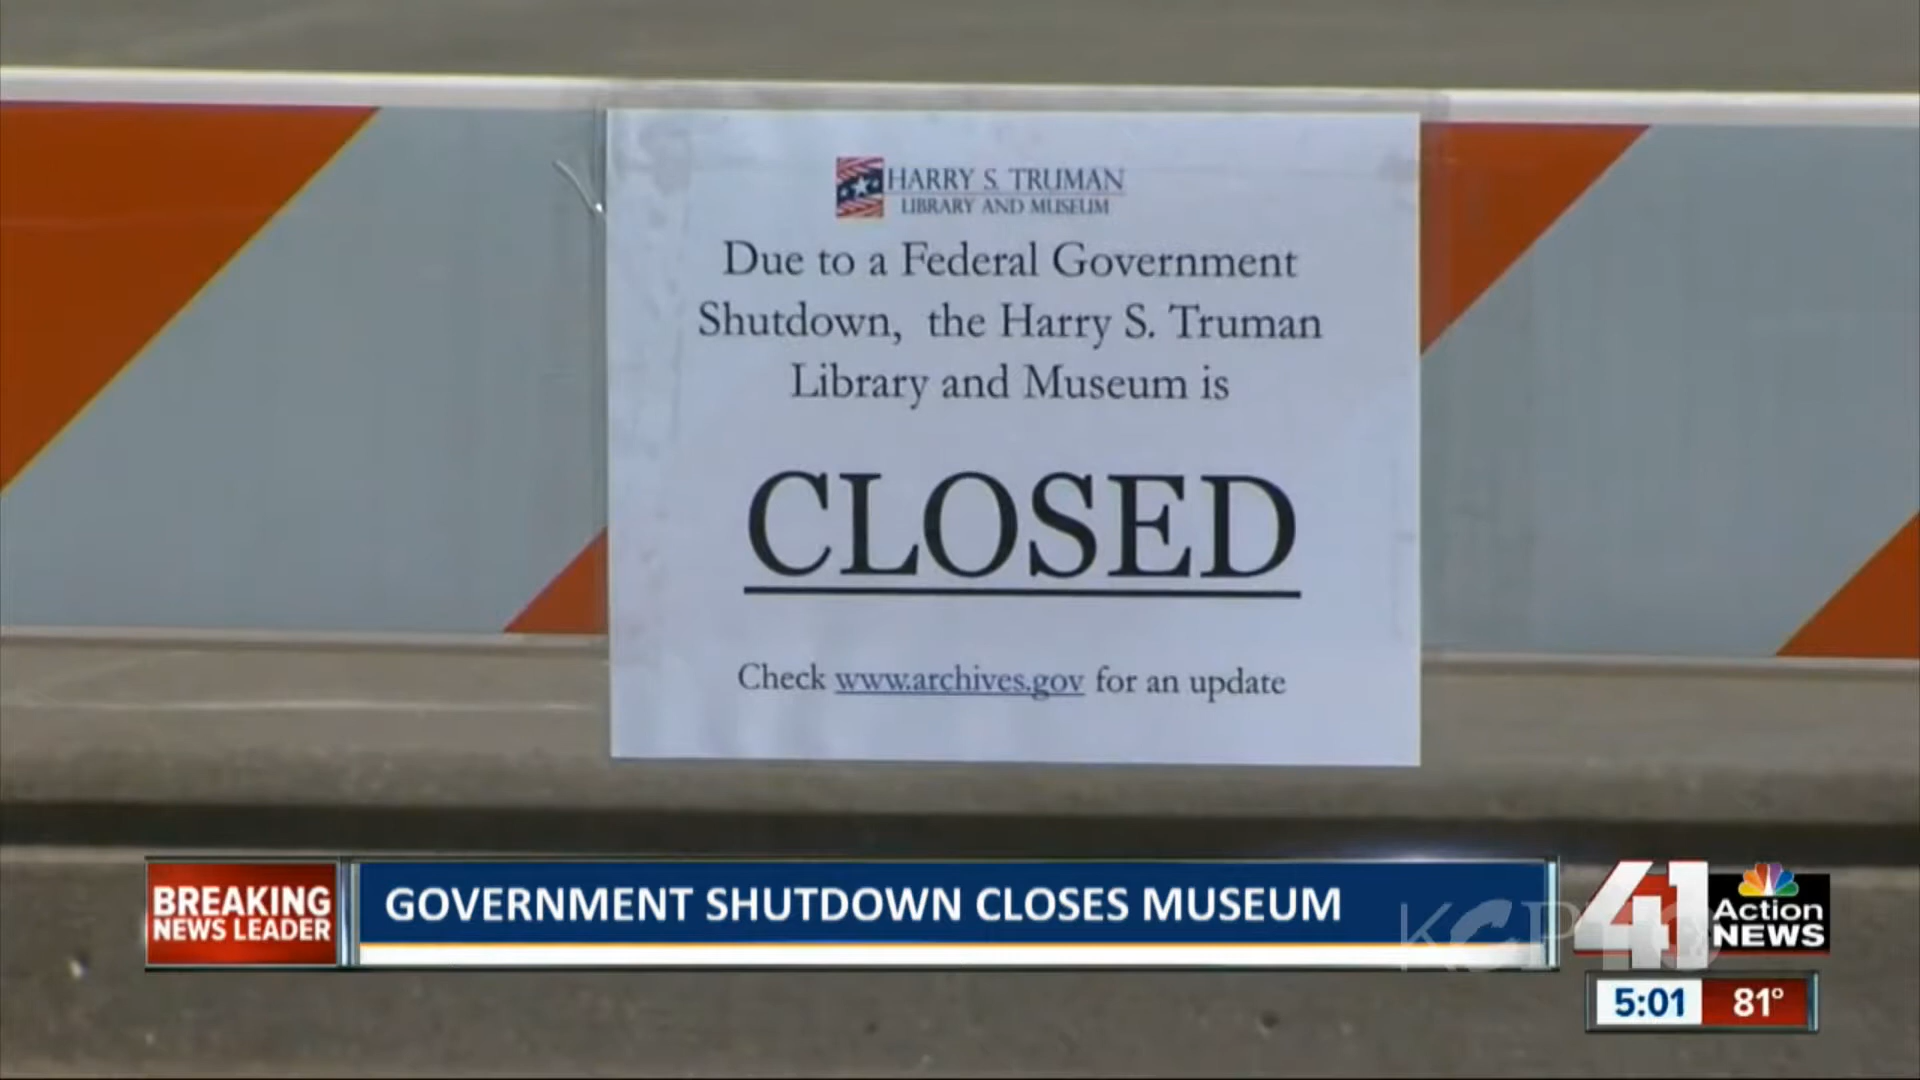 HARRY S. TRUMAN
LIBRARY AND MUSEUM
Due to a Federal Government
Shutdown, the Harry S. Truman
Library and Museum is
CLOSED
Check www.archives.gov for an update
BREAKING
NEWS LEADER
GOVERNMENT SHUTDOWN CLOSES MUSEUM
41
Action
NEWS
5:01
81°